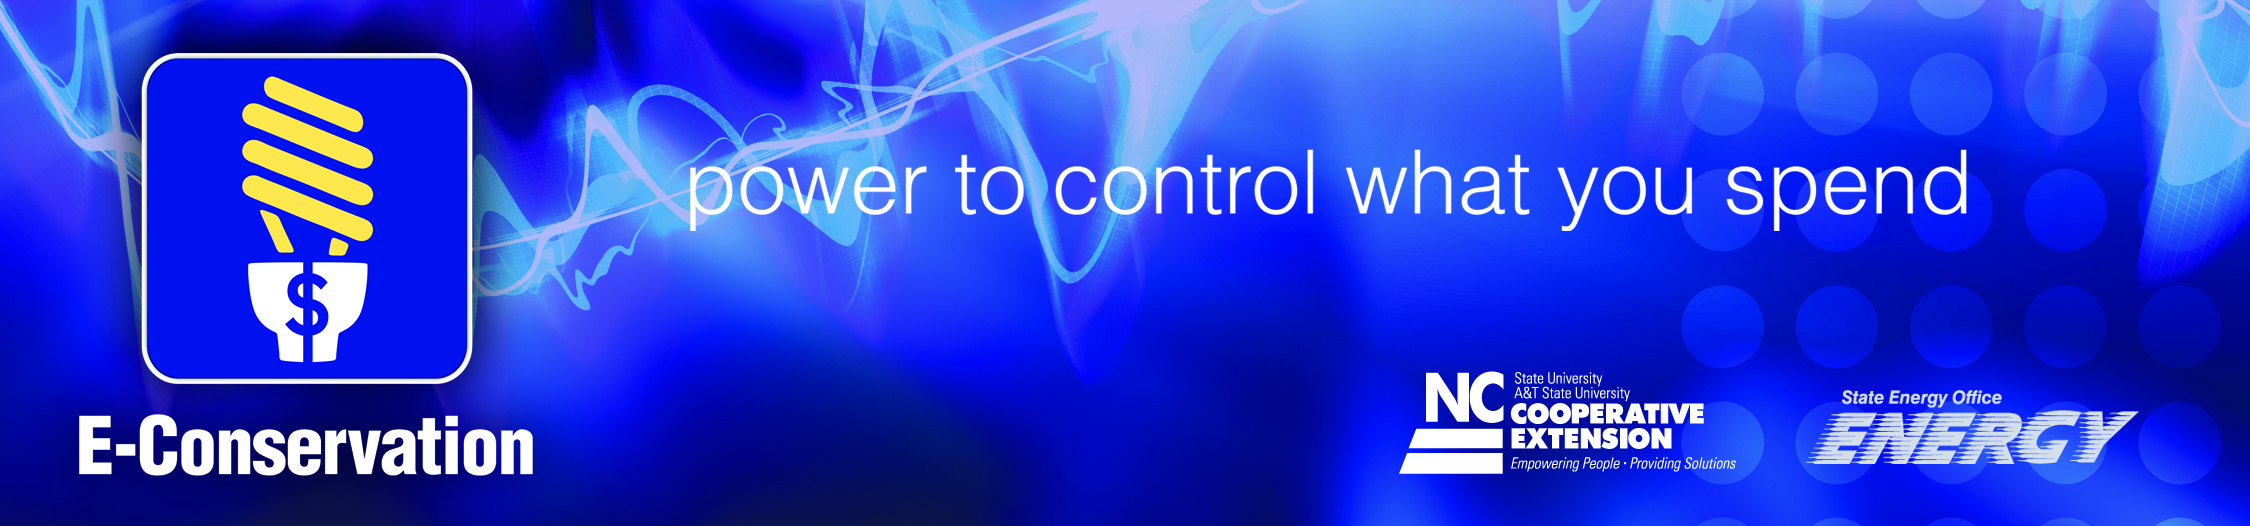 power to control what you spend
$
E-Conservation
NC State University
A&T State University
COOPERATIVE
EXTENSION
Empowering People • Providing Solutions
State Energy Office
ENERGY